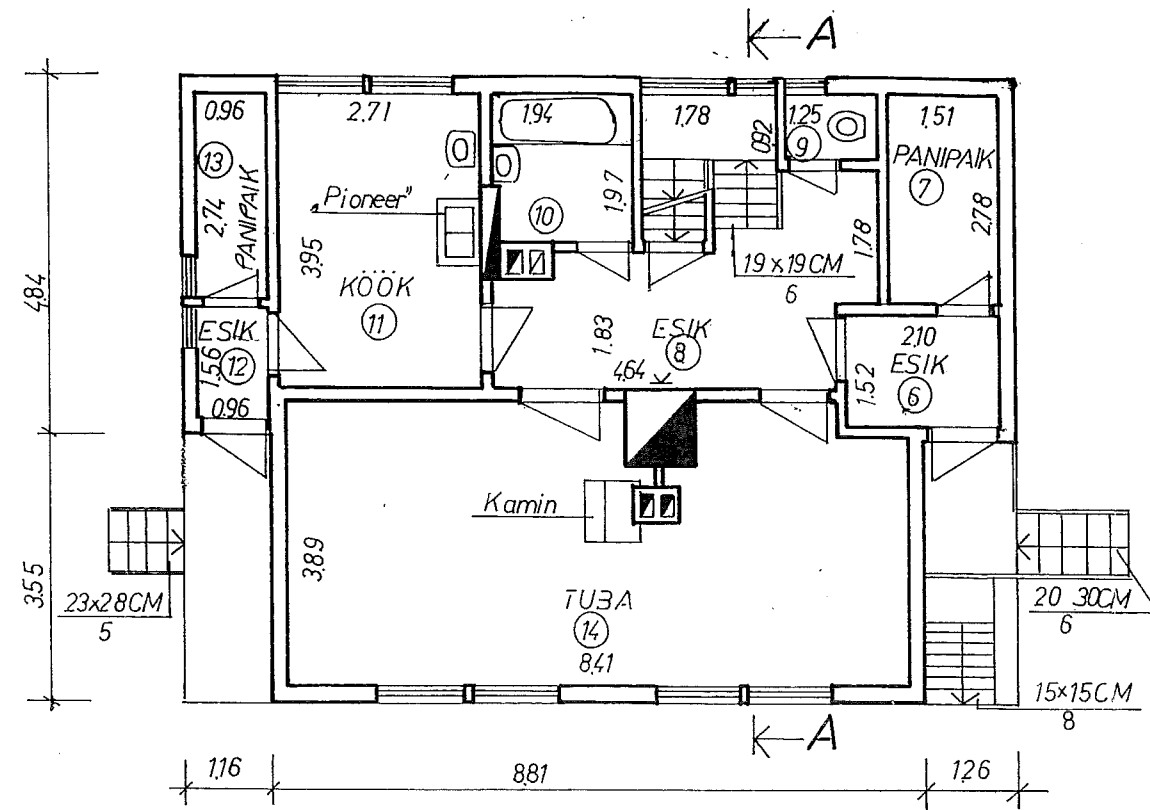 A
0.96
2.71
1.94
1.78
0.92
1.25
9
1.51
13
PANIPAIK
2.74
PANIPAIK
7
2.78
„Pioneer”
10
1.97
3.95
KÖÖK
11
1.78
19 x 19CM
6
4.84
ESIK
12
1.56
0.96
1.83
ESIK
8
4.64
2.10
ESIK
6
1.52
Kamin
3.89
3.55
23x28CM
5
TUBA
14
8.41
20 30CM
6
15x15CM
8
A
1.16
8.81
1.26